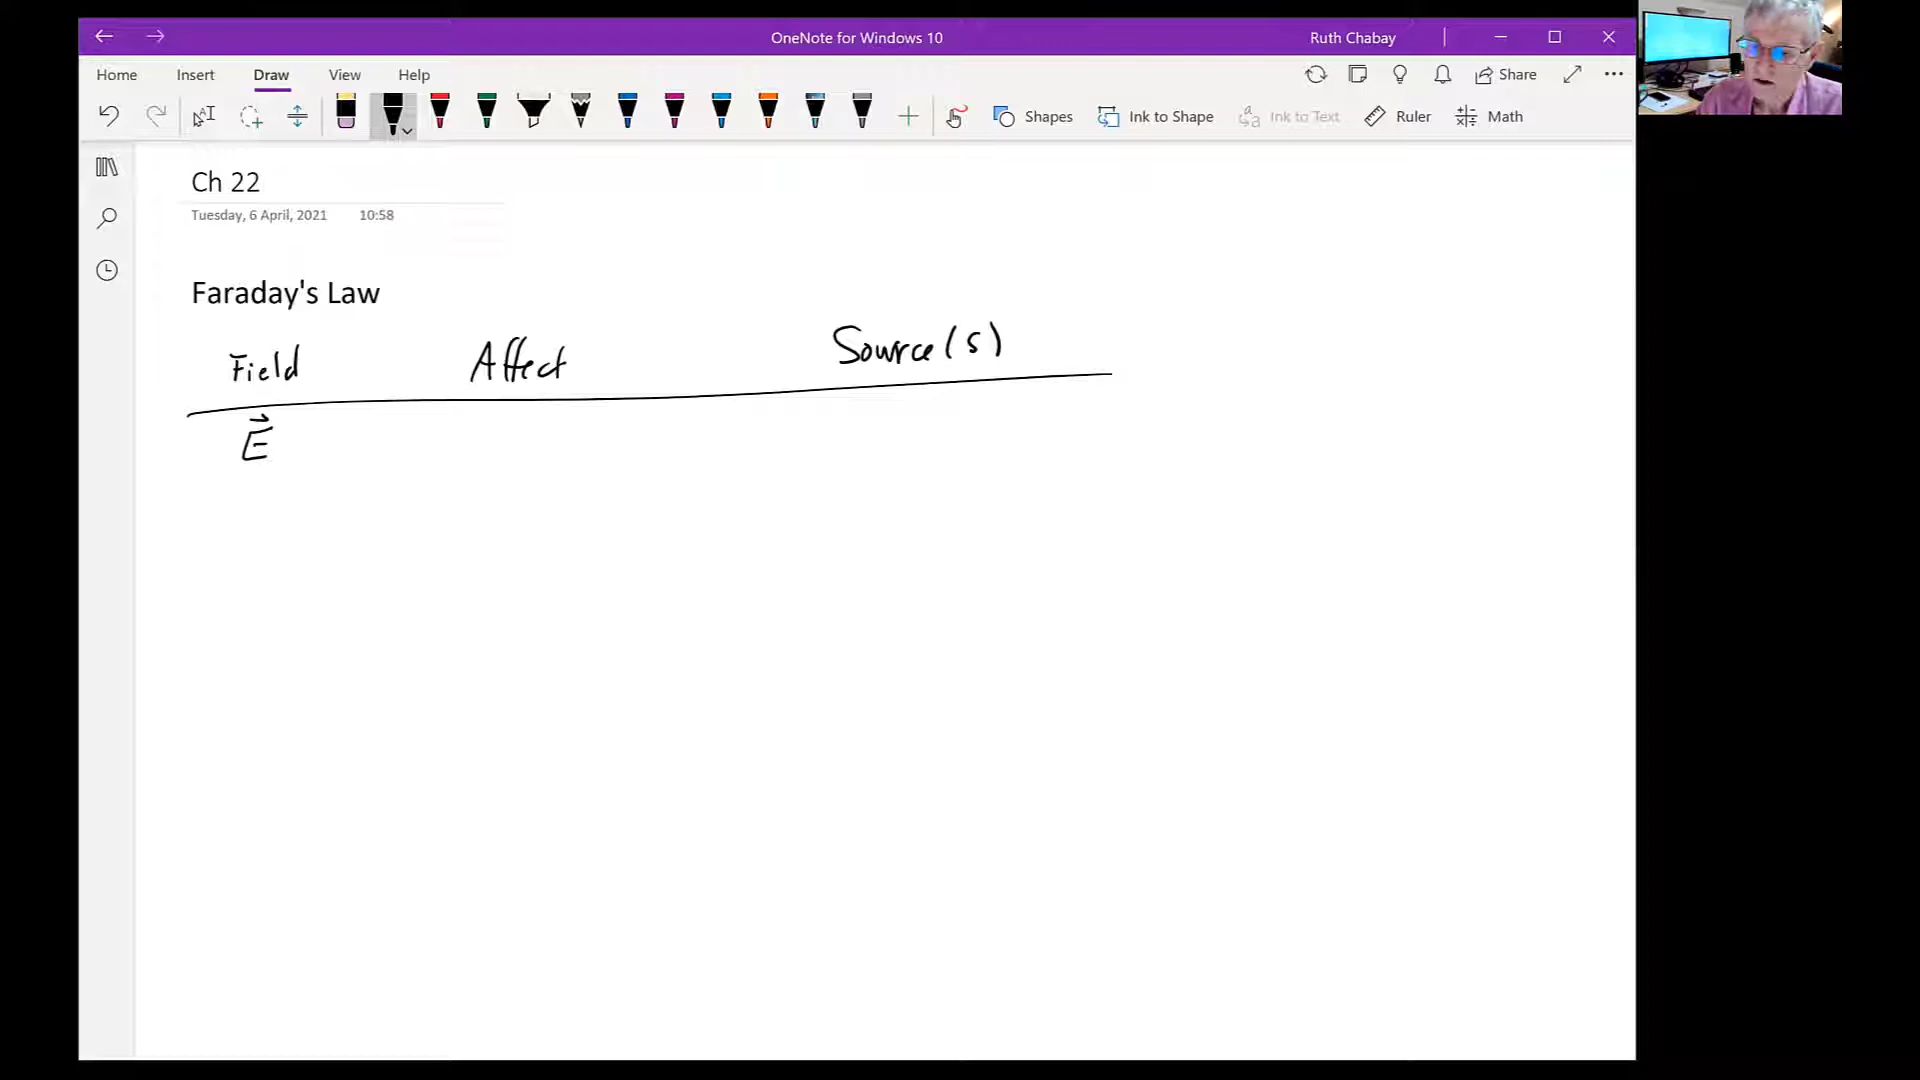 OneNote for Windows 10
Ruth Chabay
Home Insert Draw View Help
Share
Shapes Ink to Shape Ink to Text Ruler Math
Ch 22
Tuesday, 6 April, 2021 10:58
Faraday's Law
Field Affect Source(s)
E⃗